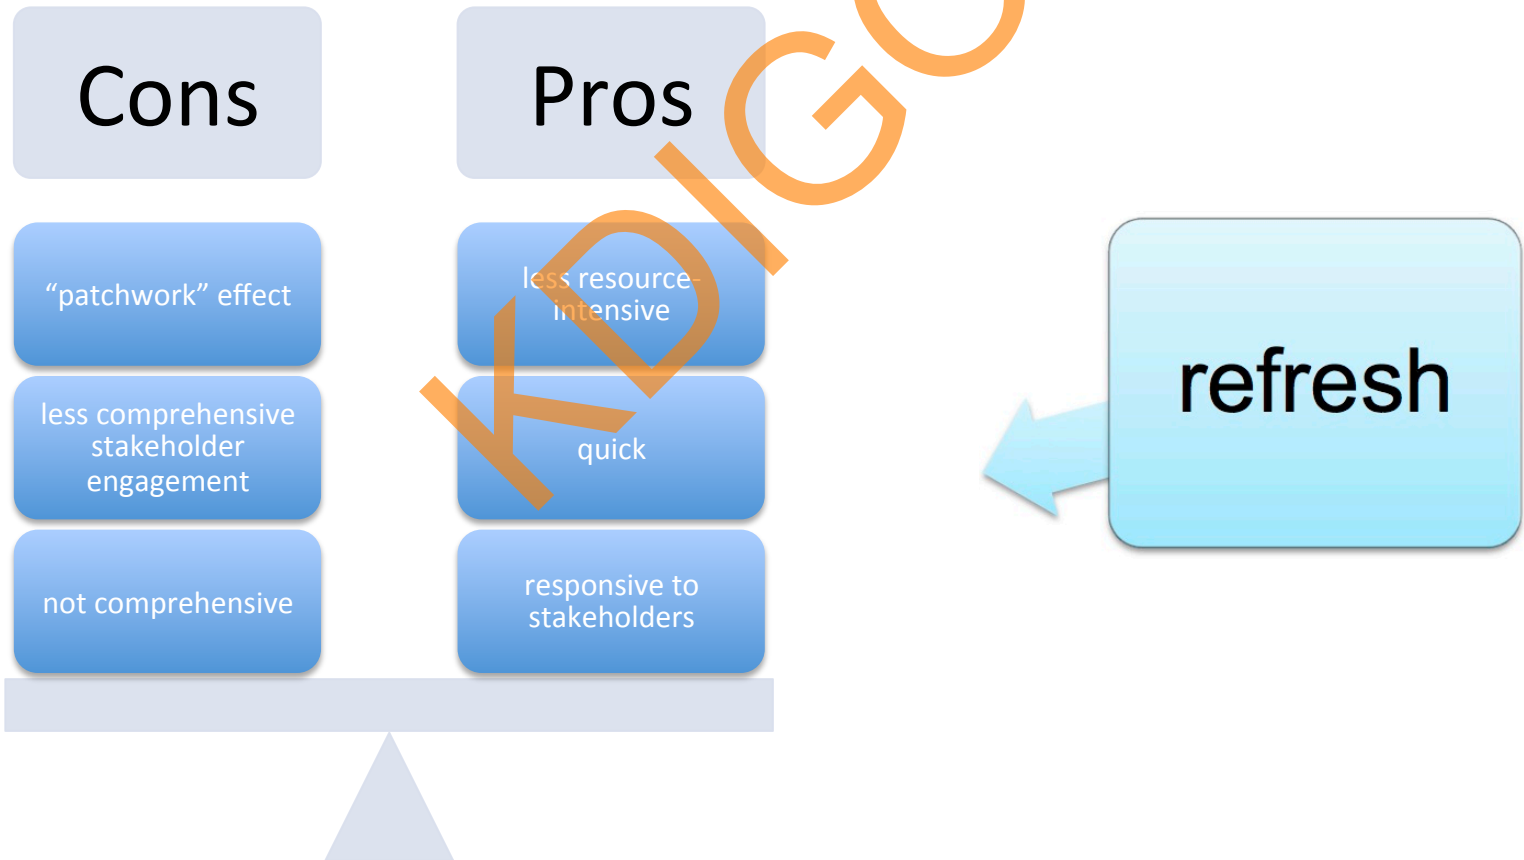 Cons
Pros
“patchwork” effect
less comprehensive
stakeholder
engagement
not comprehensive
less resource-
intensive
quick
responsive to
stakeholders
refresh
KDIGO